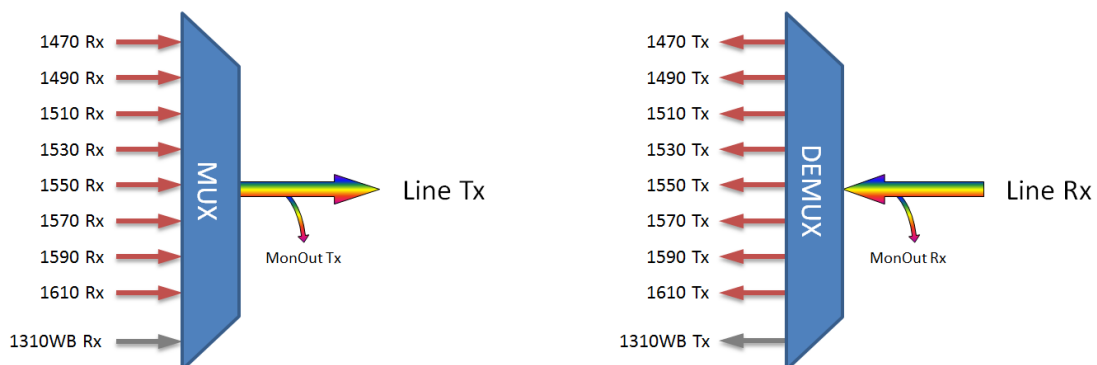 1470 Rx
1490 Rx
1510 Rx
1530 Rx
1550 Rx
1570 Rx
1590 Rx
1610 Rx
1310WB Rx
MUX
Line Tx
MonOut Tx
1470 Tx
1490 Tx
1510 Tx
1530 Tx
1550 Tx
1570 Tx
1590 Tx
1610 Tx
1310WB Tx
DEMUX
Line Rx
MonOut Rx